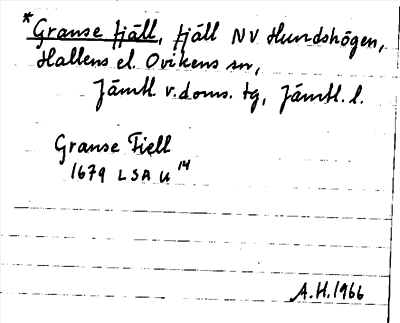 *Granse fjäll, fjäll NV Hundshögen,
Hallens el. Ovikens sn,
Jämtl. v. doms. tg, Jämtl. l.
Granse Fiell
1679 LSA U 14
A.H. 1966